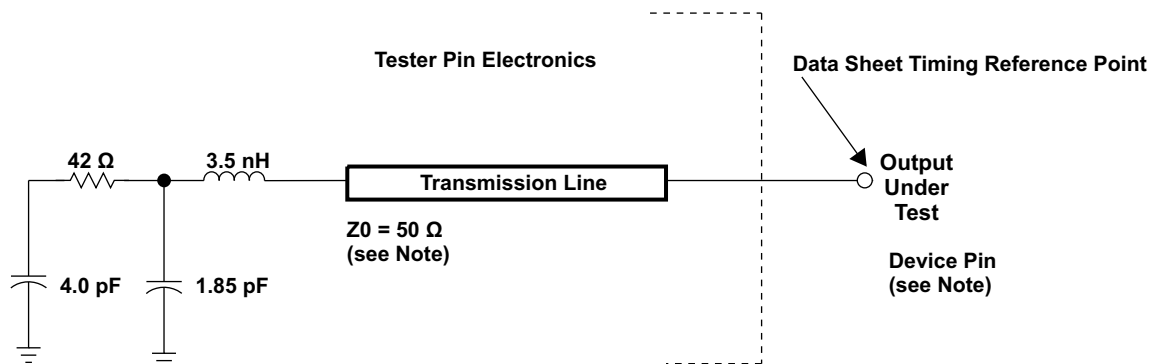 Tester Pin Electronics
Data Sheet Timing Reference Point
42 Ω
3.5 nH
Transmission Line
Output
Under
Test
Z0 = 50 Ω
(see Note)
4.0 pF
1.85 pF
Device Pin
(see Note)